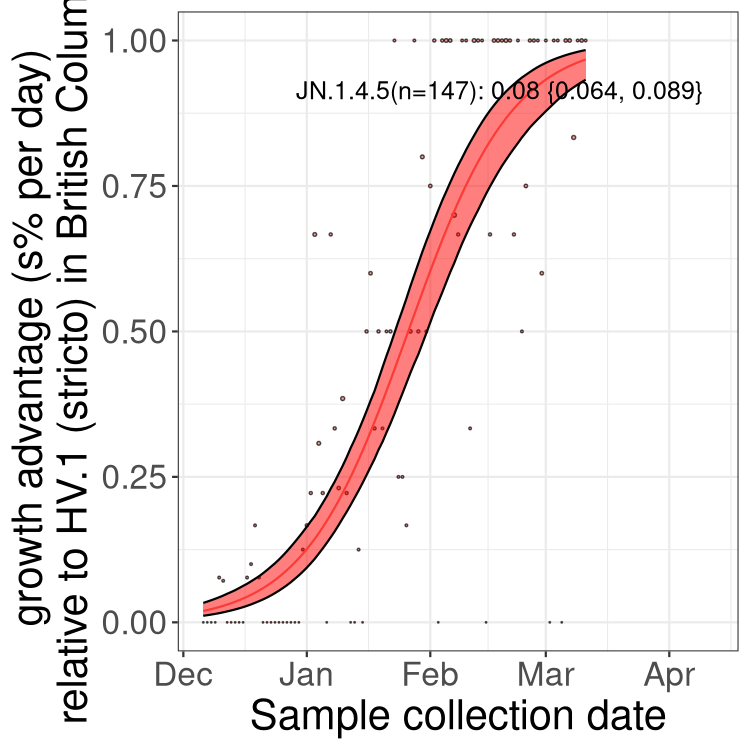 growth advantage (s% per day)
relative to HV.1 (stricto) in British Colum
1.00
0.75
0.50
0.25
0.00
JN.1.4.5(n=147): 0.08 {0.064, 0.089}
Dec Jan Feb Mar Apr
Sample collection date